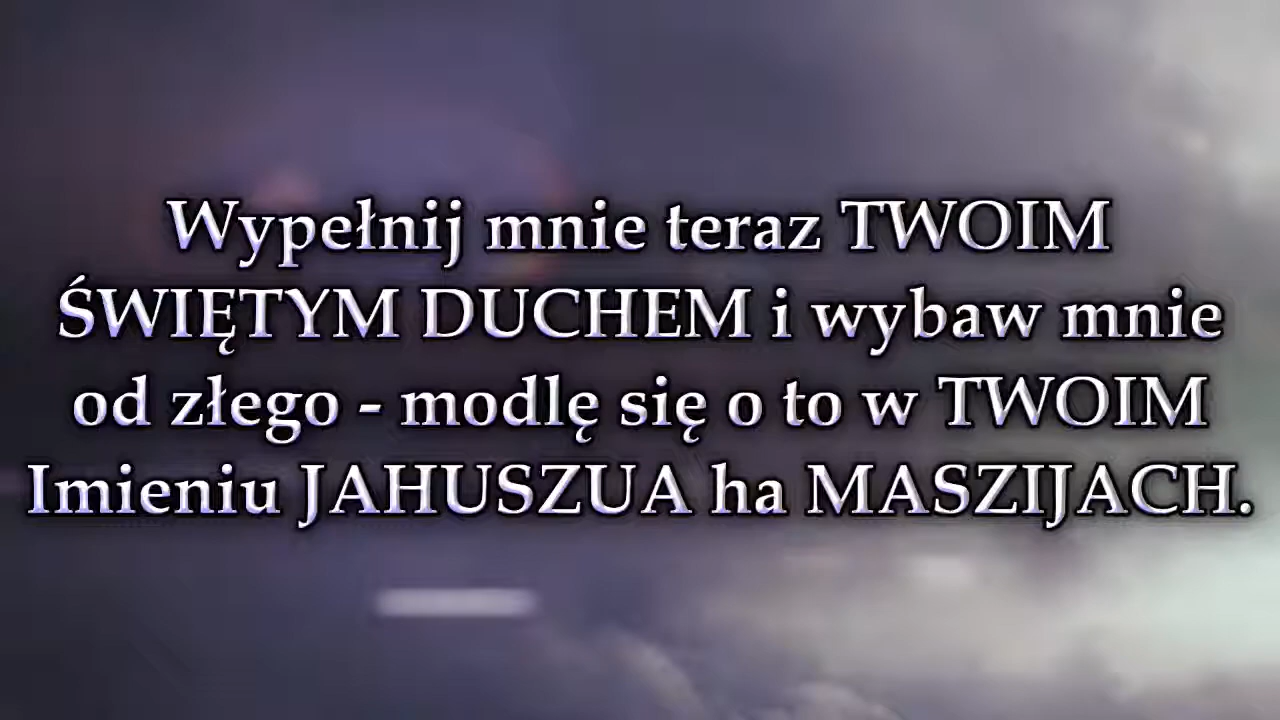 Wypełnij mnie teraz TWOIM
ŚWIĘTYM DUCHEM i wybaw mnie
od złego - modlę się o to w TWOIM
Imieniu JAHUSZUA ha MASZIJACH.